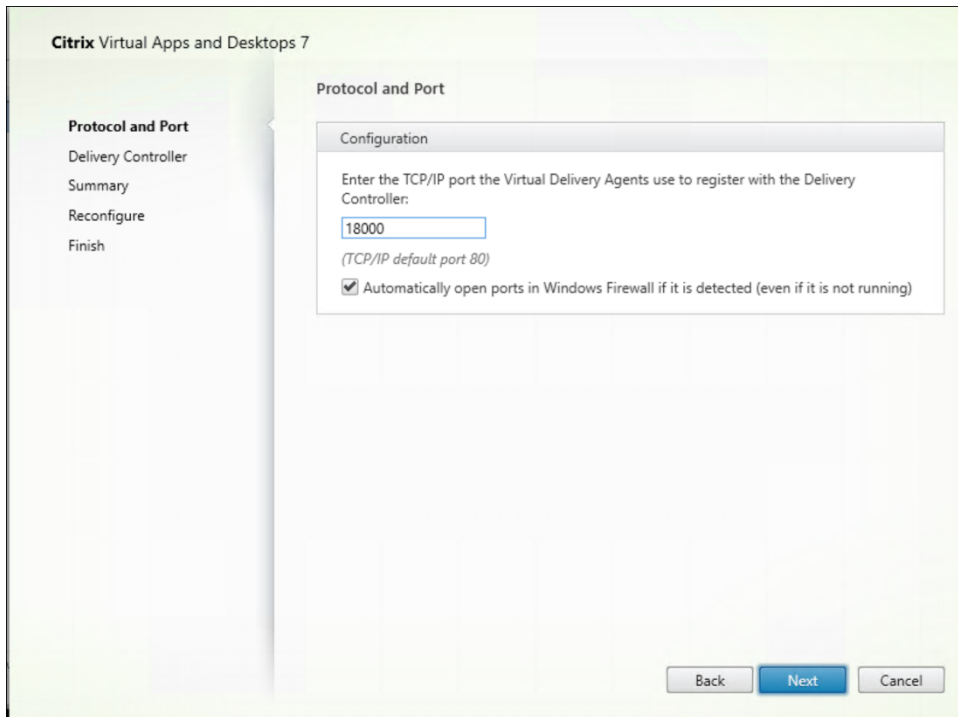 Citrix Virtual Apps and Desktops 7
Protocol and Port
Delivery Controller
Summary
Reconfigure
Finish
Protocol and Port
Configuration
Enter the TCP/IP port the Virtual Delivery Agents use to register with the Delivery
Controller:
18000
(TCP/IP default port 80)
Automatically open ports in Windows Firewall if it is detected (even if it is not running)
Back
Next
Cancel